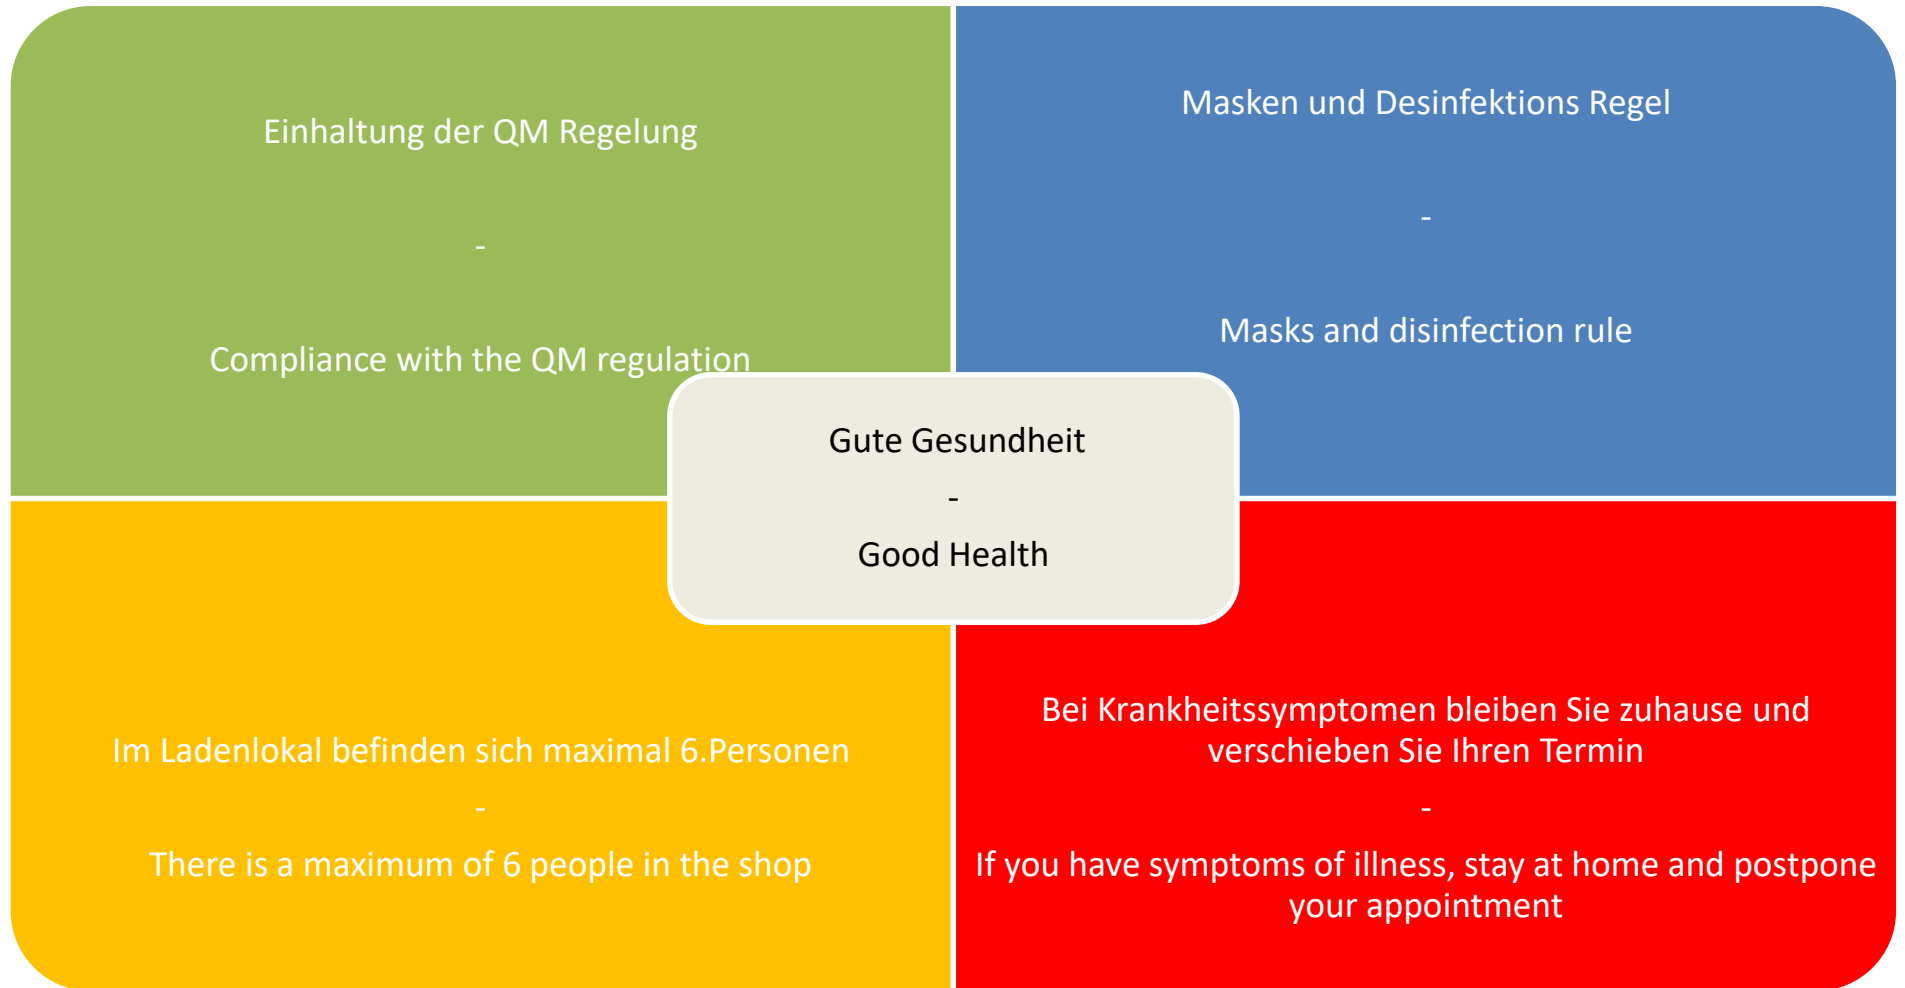 Einhaltung der QM Regelung
-
Compliance with the QM regulation
Masken und Desinfektions Regel
-
Masks and disinfection rule
Gute Gesundheit
-
Good Health
Im Ladenlokal befinden sich maximal 6.Personen
-
There is a maximum of 6 people in the shop
Bei Krankheitssymptomen bleiben Sie zuhause und
verschieben Sie Ihren Termin
-
If you have symptoms of illness, stay at home and postpone
your appointment